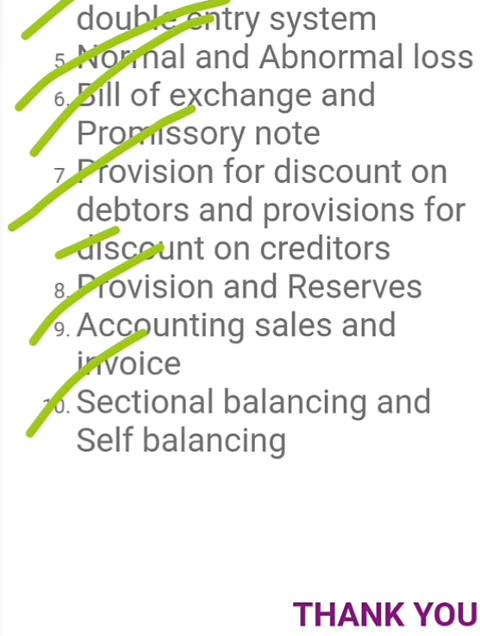 double entry system
5. Normal and Abnormal loss
6. Bill of exchange and
Promissory note
7. Provision for discount on
debtors and provisions for
discount on creditors
8. Provision and Reserves
9. Accounting sales and
invoice
10. Sectional balancing and
Self balancing
THANK YOU